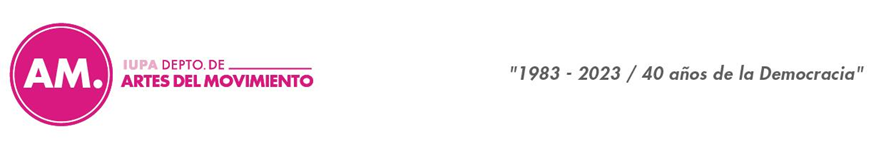 AM.
IUPA DEPTO. DE
ARTES DEL MOVIMIENTO
"1983 - 2023 / 40 años de la Democracia"